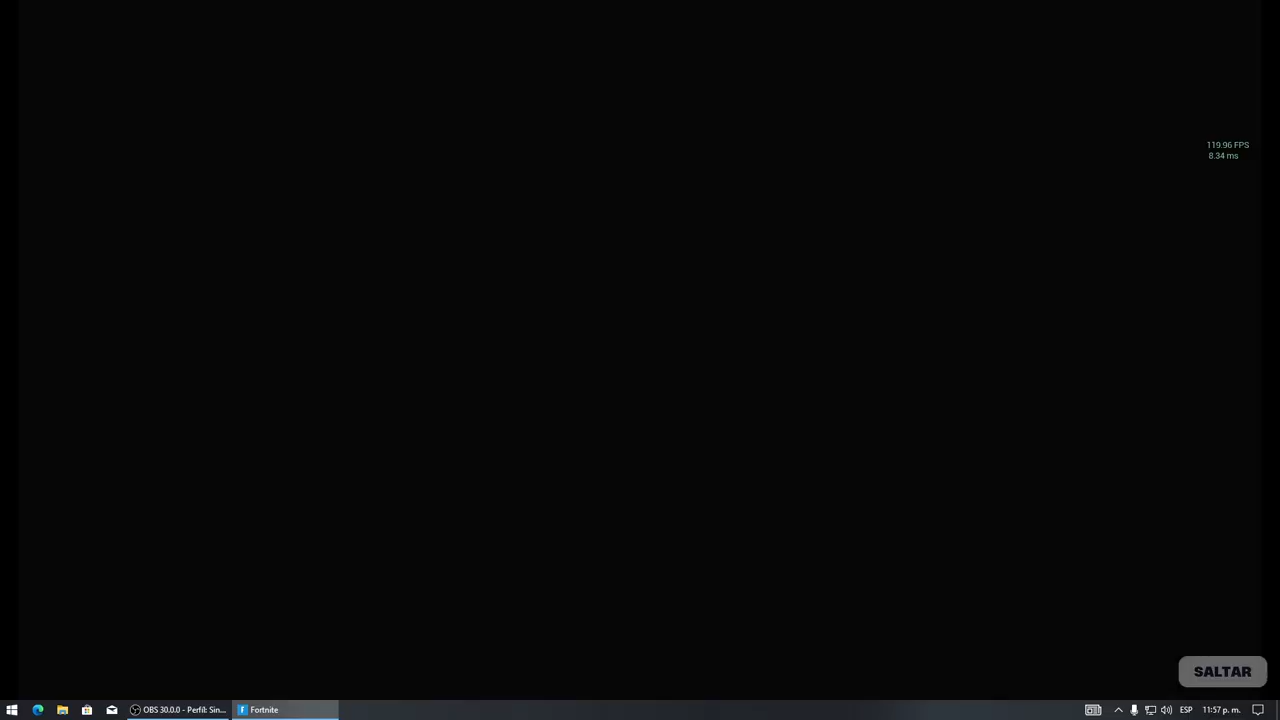 119.96 FPS
8.34 ms
SALTAR
OBS 30.0.0 - Perfil: Sin...
Fortnite
ESP
11:57 p. m.